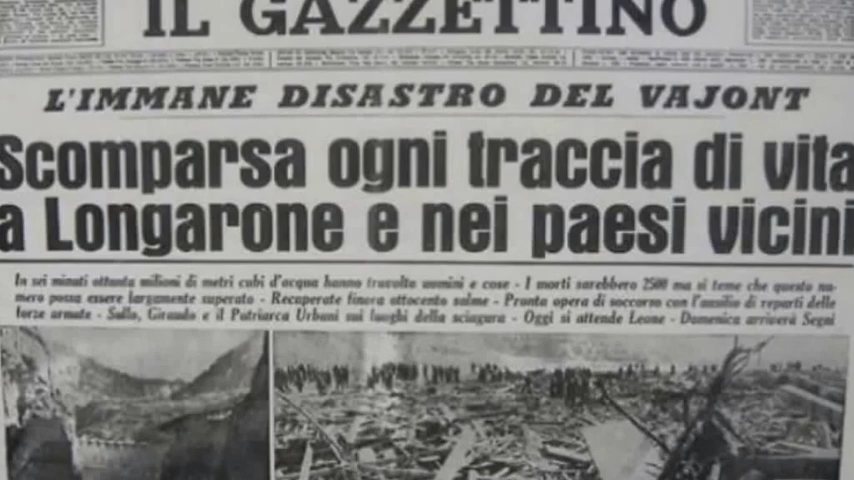 IL GAZZETTINO
L'IMMANE DISASTRO DEL VAJONT
Scomparsa ogni traccia di vita
a Longarone e nei paesi vicini
In sei minuti ottanta milioni di metri cubi d'acqua hanno travolto uomini e cose - I morti sarebbero 2500 ma si teme che questo nu-
mero possa essere largamente superato - Recuperate finora ottocento salme - Pronta opera di soccorso con l'ausilio di reparti delle
forze armate - Sullo, Giraudo e il Patriarca Urbani sui luoghi della sciagura - Oggi si attende Leone - Domenica arriverà Segni